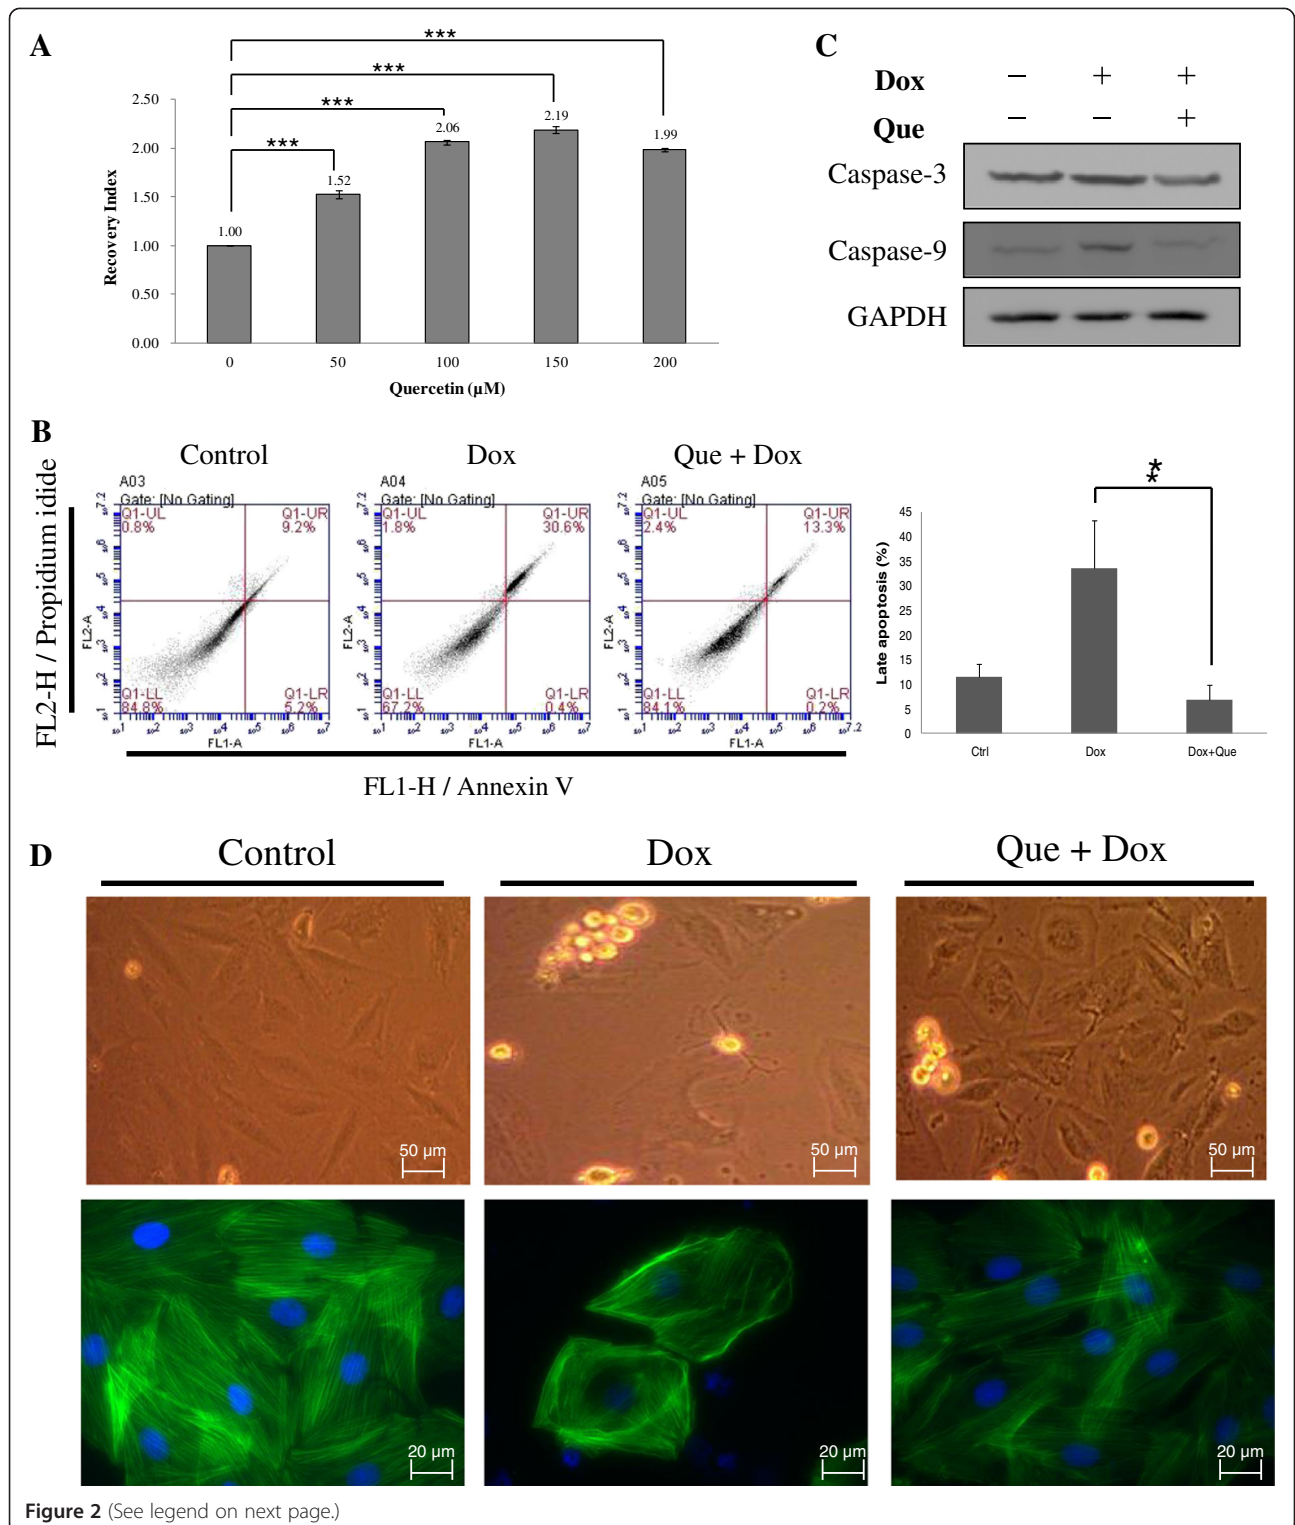 A
***
***
***
***
2.50
2.00
1.50
1.00
0.50
0.00
1.00
1.52
2.06
2.19
1.99
Recovery Index
0 50 100 150 200
Quercetin (µM)
C
Dox − + +
Que − − +
Caspase-3
Caspase-9
GAPDH
B
Control Dox Que + Dox
FL2-H / Propidium idide
A03
Gate: [No Gating]
Q1-UL Q1-UR
0.8% 9.2%
Q1-LL Q1-LR
84.8% 5.2%
FL2-A
FL1-A
A04
Gate: [No Gating]
Q1-UL Q1-UR
1.8% 30.6%
Q1-LL Q1-LR
67.2% 0.4%
FL2-A
FL1-A
A05
Gate: [No Gating]
Q1-UL Q1-UR
2.4% 13.3%
Q1-LL Q1-LR
84.1% 0.2%
FL2-A
FL1-A
FL1-H / Annexin V
**
Late apoptosis (%)
45
40
35
30
25
20
15
10
5
0
Ctrl Dox Dox+Que
D
Control Dox Que + Dox
50 µm 50 µm 50 µm
20 µm 20 µm 20 µm
Figure 2 (See legend on next page.)